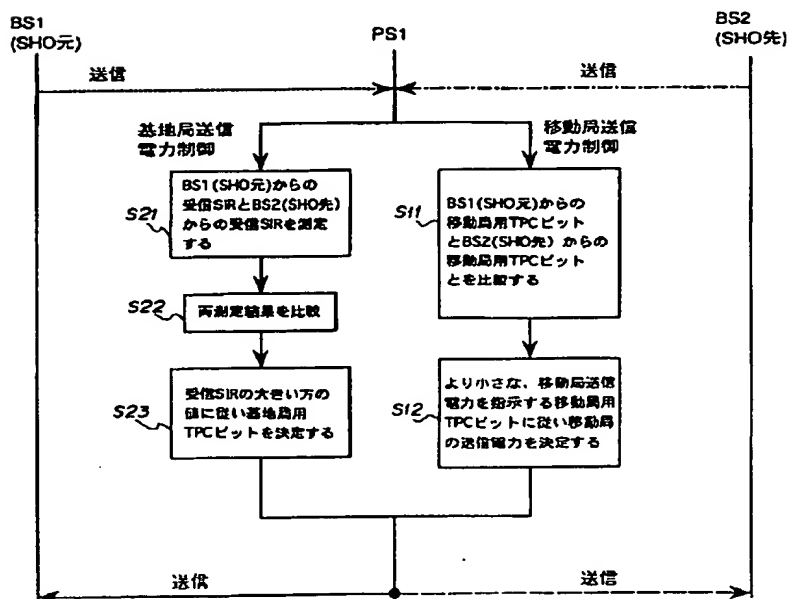 BS1
(SHO元)
PS1
BS2
(SHO先)
送信
送信
基地局送信
電力制御
移動局送信
電力制御
S21
BS1(SHO元)からの
受信SIRとBS2(SHO先)
からの受信SIRを測定
する
S11
BS1(SHO元)からの
移動局用TPCビット
とBS2(SHO先)からの
移動局用TPCビット
とを比較する
S22
両測定結果を比較
S23
受信SIRの大きい方の
値に従い基地局用
TPCビットを決定する
S12
より小さな、移動局送信
電力を指示する移動局用
TPCビットに従い移動局
の送信電力を決定する
送信
送信